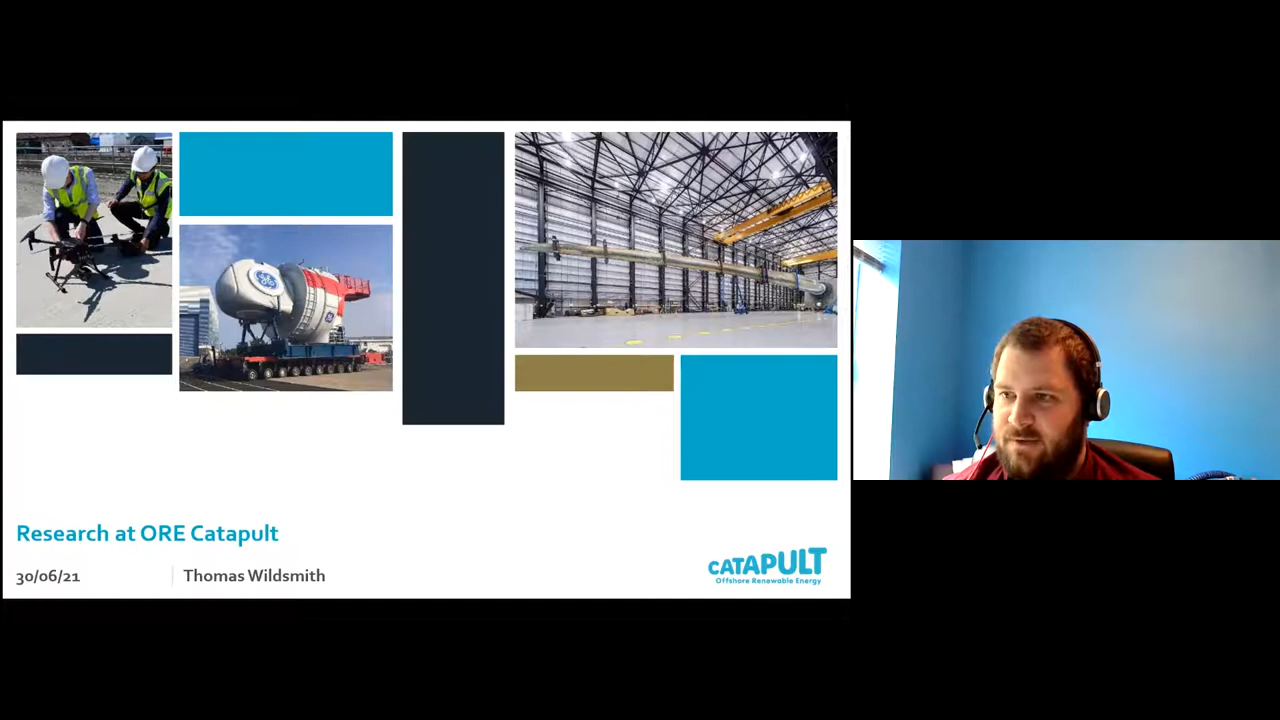 Research at ORE Catapult
30/06/21
Thomas Wildsmith
CATAPULT
Offshore Renewable Energy